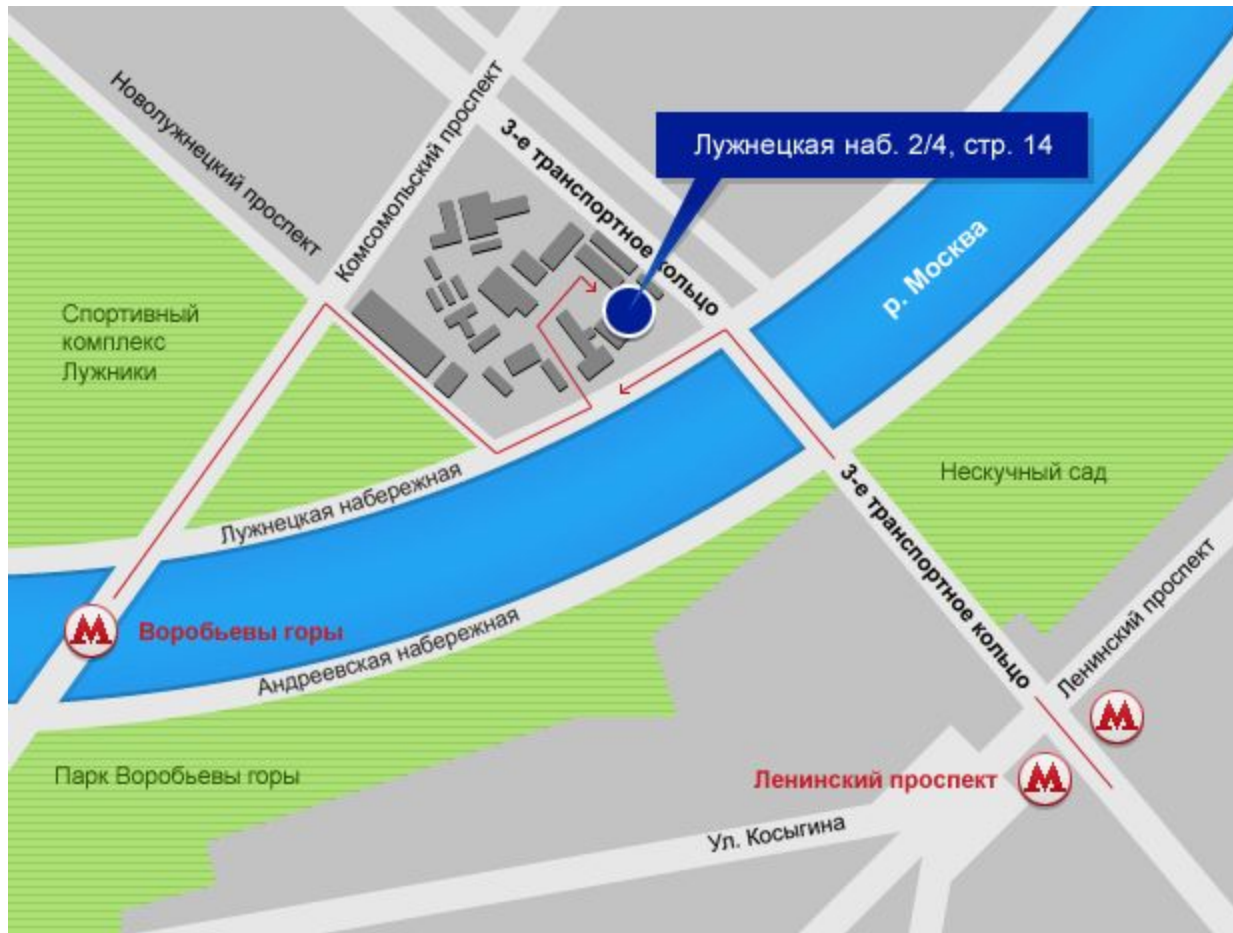 Новолужнецкий проспект
Комсомольский проспект
3-е транспортное кольцо
Лужнецкая наб. 2/4, стр. 14
р. Москва
Спортивный
комплекс
Лужники
Лужнецкая набережная
Нескучный сад
3-е транспортное кольцо
Ленинский проспект
М
Воробьевы горы
Андреевская набережная
М
Парк Воробьевы горы
Ленинский проспект
М
Ул. Косыгина